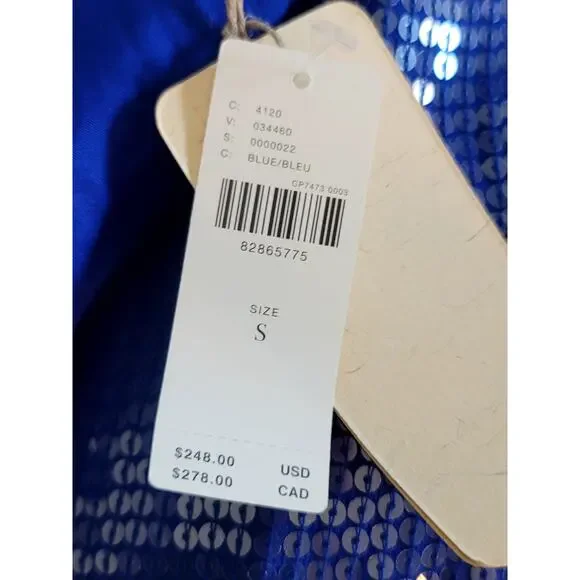 C: 4120
V: 034460
S: 0000022
C: BLUE/BLEU
CP7473 0003
82865775
SIZE
S
$248.00 USD
$278.00 CAD